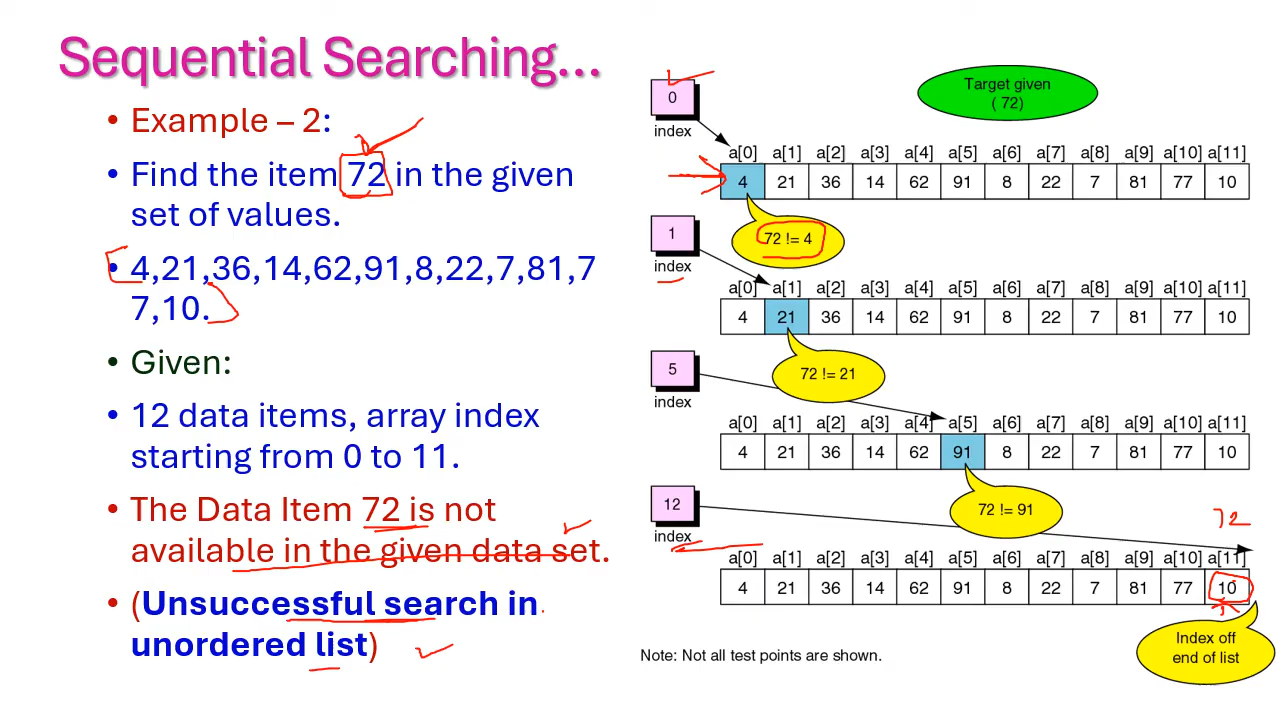 Sequential Searching...
• Example – 2:
• Find the item 72 in the given
set of values.
• 4,21,36,14,62,91,8,22,7,81,7
7,10.
• Given:
• 12 data items, array index
starting from 0 to 11.
• The Data Item 72 is not
available in the given data set.
• (Unsuccessful search in
unordered list)
Target given
( 72)
0
index
a[0] a[1] a[2] a[3] a[4] a[5] a[6] a[7] a[8] a[9] a[10] a[11]
4 21 36 14 62 91 8 22 7 81 77 10
72 != 4
1
index
a[0] a[1] a[2] a[3] a[4] a[5] a[6] a[7] a[8] a[9] a[10] a[11]
4 21 36 14 62 91 8 22 7 81 77 10
72 != 21
5
index
a[0] a[1] a[2] a[3] a[4] a[5] a[6] a[7] a[8] a[9] a[10] a[11]
4 21 36 14 62 91 8 22 7 81 77 10
72 != 91
12
index
72
a[0] a[1] a[2] a[3] a[4] a[5] a[6] a[7] a[8] a[9] a[10] a[11]
4 21 36 14 62 91 8 22 7 81 77 10
Index off
end of list
Note: Not all test points are shown.